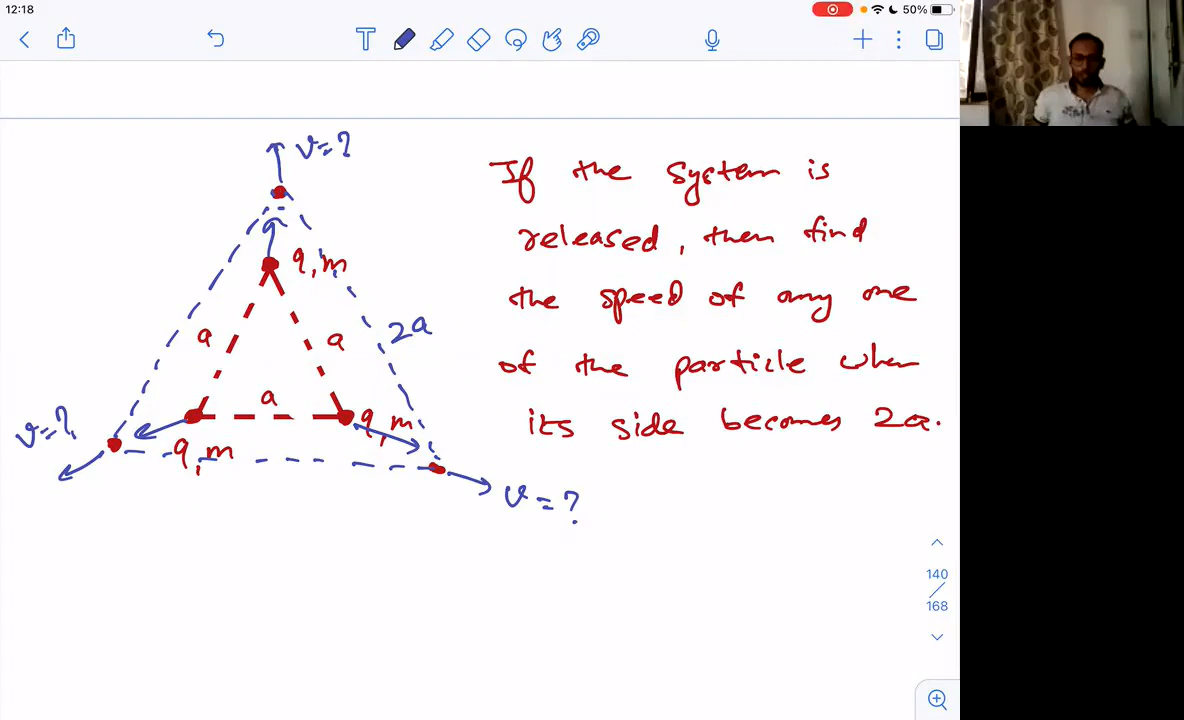 12:18
50%
v=?
If the system is
released, then find
q,m
the speed of any one
2a
a
a
of the particle when
a
its side becomes 2a.
v=?
q,m
q,m
v=?
140
168